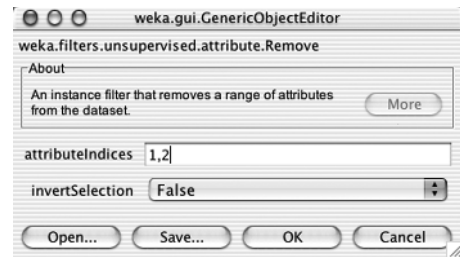 weka.gui.GenericObjectEditor
weka.filters.unsupervised.attribute.Remove
About
An instance filter that removes a range of attributes
from the dataset.
More
attributeIndices 1,2
invertSelection False
Open... Save... OK Cancel